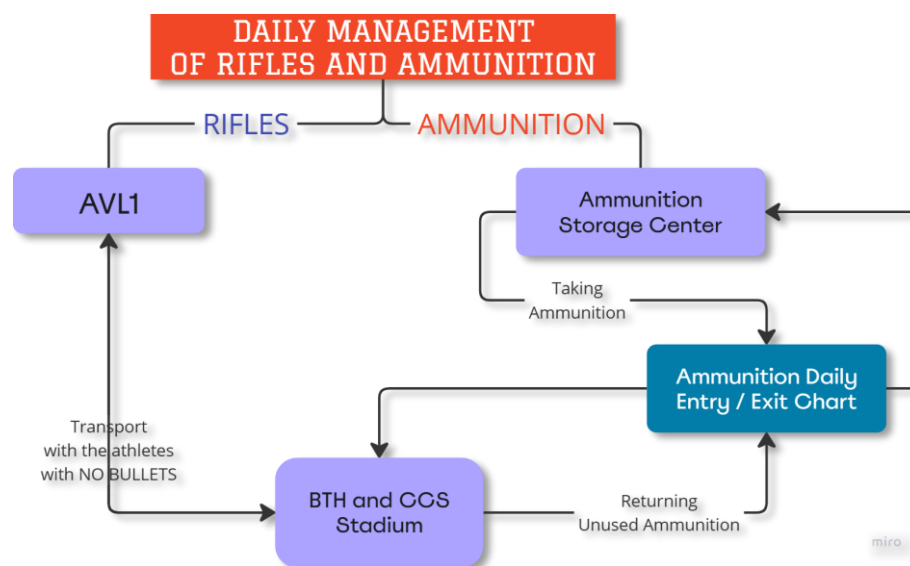 DAILY MANAGEMENT
OF RIFLES AND AMMUNITION
RIFLES
AMMUNITION
AVL1
Ammunition
Storage Center
Taking
Ammunition
Ammunition Daily
Entry / Exit Chart
Transport
with the athletes
with NO BULLETS
BTH and CCS
Stadium
Returning
Unused Ammunition
miro